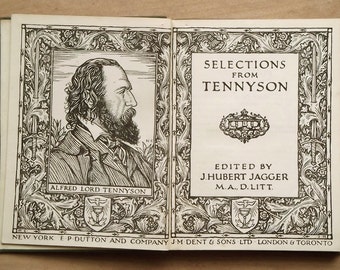 ALFRED LORD TENNYSON
SELECTIONS
FROM
TENNYSON
EDITED BY
J. HUBERT JAGGER
M.A., D.LITT.
NEW YORK E.P. DUTTON AND COMPANY J.M. DENT & SONS LTD LONDON & TORONTO